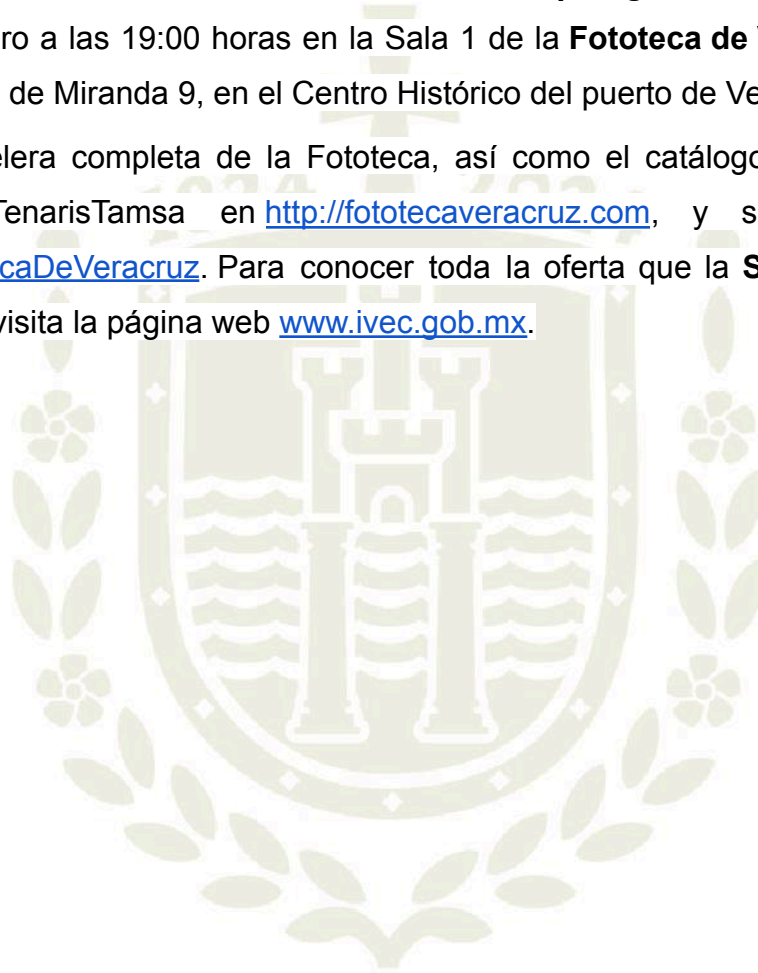 ro a las 19:00 horas en la Sala 1 de la Fototeca de
de Miranda 9, en el Centro Histórico del puerto de Ve
elera completa de la Fototeca, así como el catálogo
TenarisTamsa en http://fototecaveracruz.com, y s
caDeVeracruz. Para conocer toda la oferta que la S
visita la página web www.ivec.gob.mx.